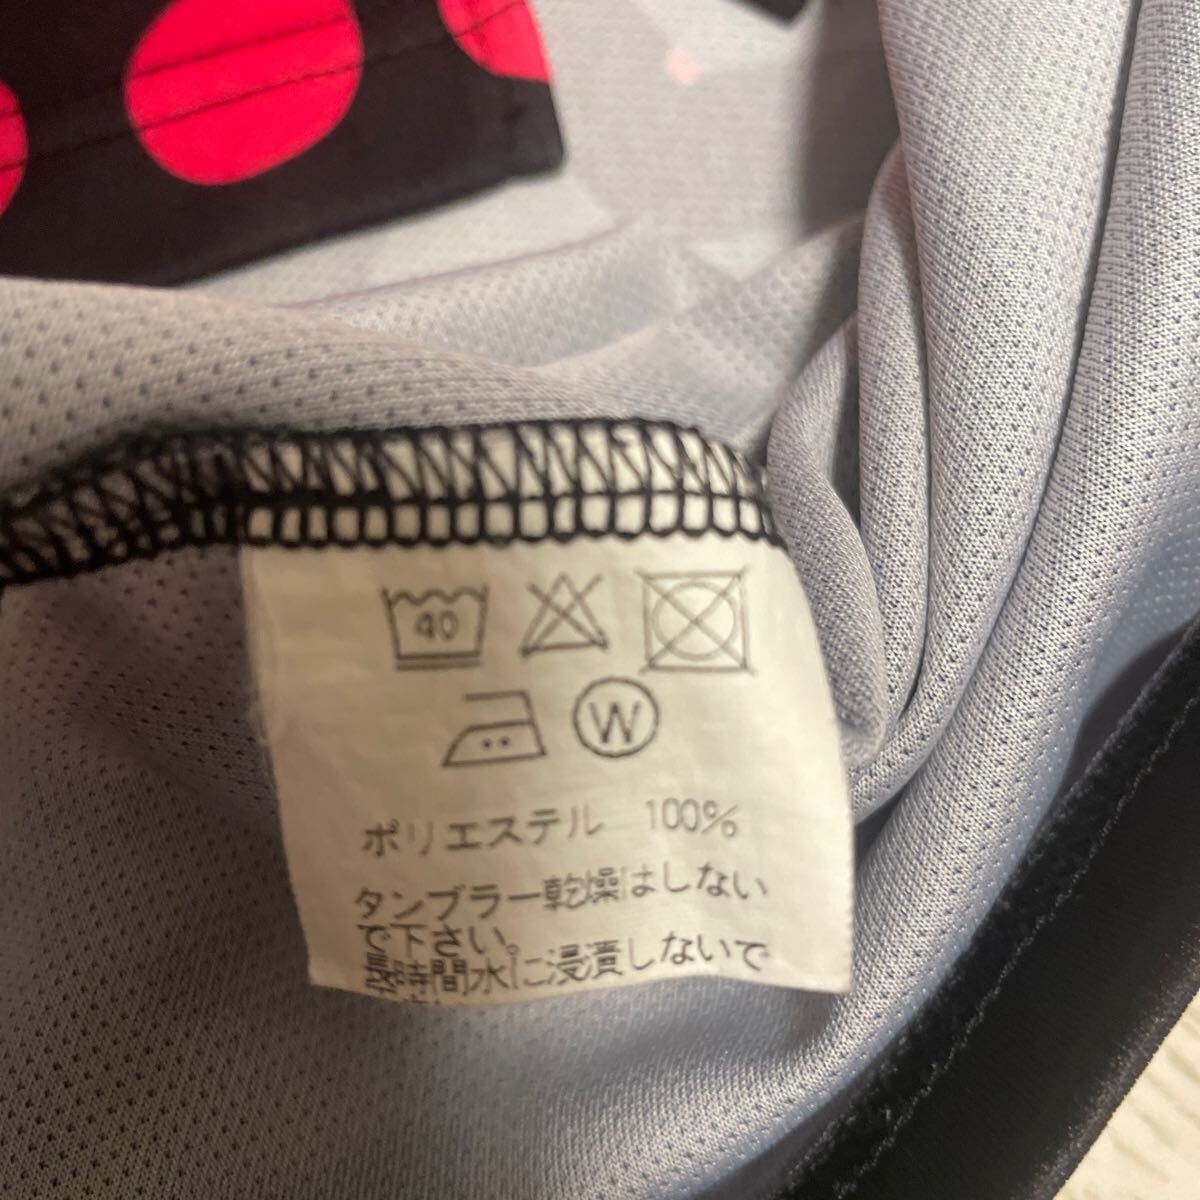 40
W
ポリエステル 100%
タンブラー乾燥はしない
で下さい。
長時間水に浸漬しないで